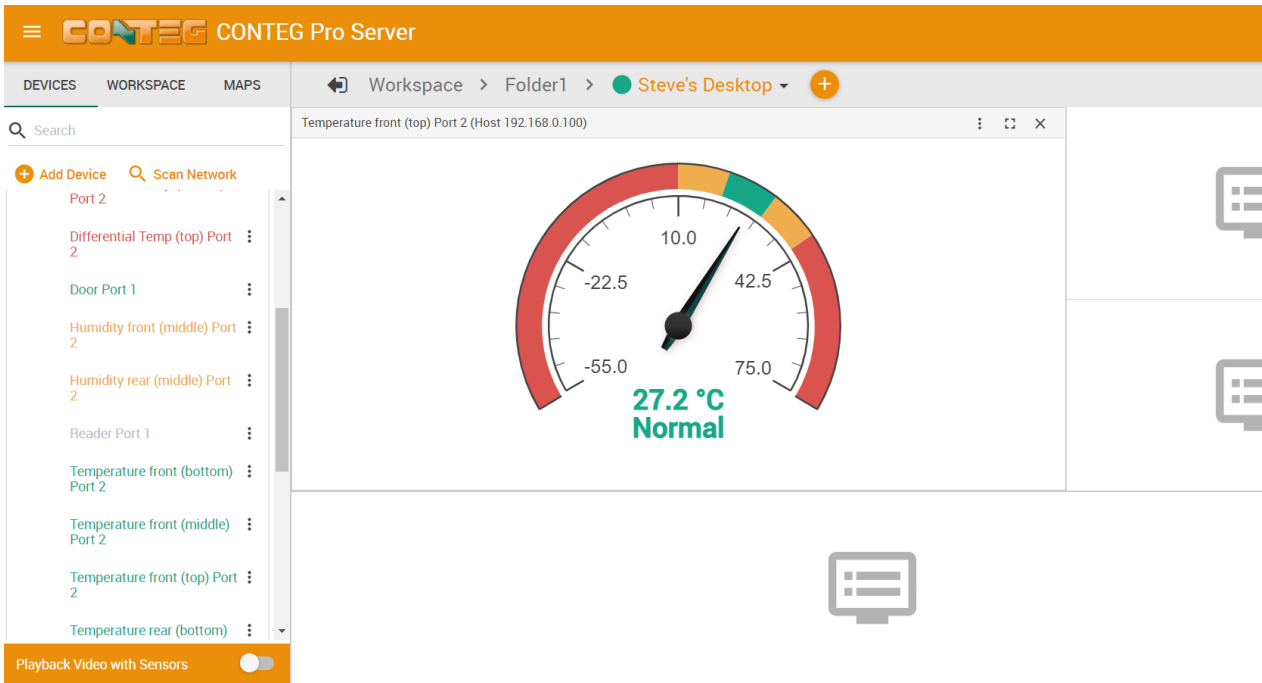 CONTEG CONTEG Pro Server
DEVICES WORKSPACE MAPS
Workspace > Folder1 > Steve's Desktop
Search
Add Device Scan Network
Port 2
Differential Temp (top) Port
2
Door Port 1
Humidity front (middle) Port
2
Humidity rear (middle) Port
2
Reader Port 1
Temperature front (bottom)
Port 2
Temperature front (middle)
Port 2
Temperature front (top) Port
2
Temperature rear (bottom)
Playback Video with Sensors
Temperature front (top) Port 2 (Host 192.168.0.100)
10.0
-22.5
42.5
-55.0
75.0
27.2 °C
Normal